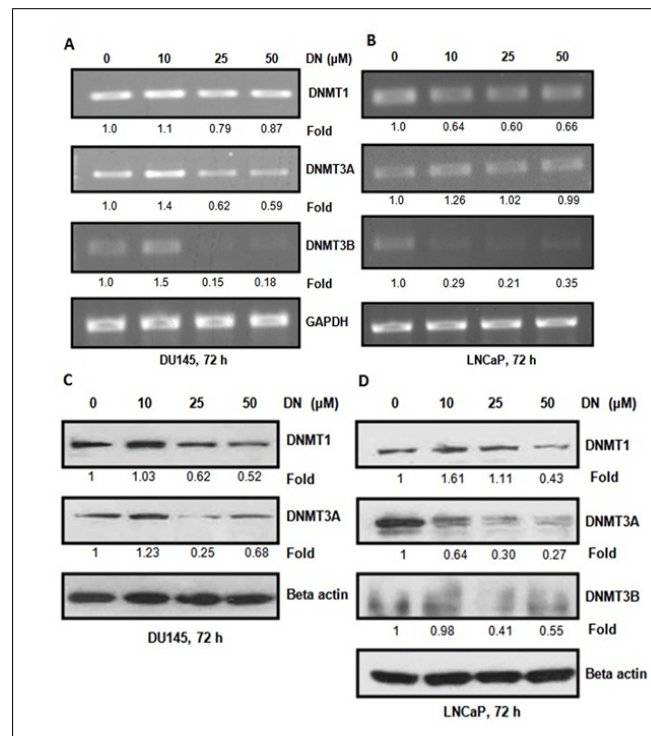 A
0 10 25 50 DN (µM)
DNMT1
1.0 1.1 0.79 0.87 Fold
DNMT3A
1.0 1.4 0.62 0.59 Fold
DNMT3B
1.0 1.5 0.15 0.18 Fold
GAPDH
DU145, 72 h
B
0 10 25 50
1.0 0.64 0.60 0.66
1.0 1.26 1.02 0.99
1.0 0.29 0.21 0.35
LNCaP, 72 h
C
0 10 25 50 DN (µM)
DNMT1
1 1.03 0.62 0.52 Fold
DNMT3A
1 1.23 0.25 0.68 Fold
Beta actin
DU145, 72 h
D
0 10 25 50 DN (µM)
DNMT1
1 1.61 1.11 0.43 Fold
DNMT3A
1 0.64 0.30 0.27 Fold
DNMT3B
1 0.98 0.41 0.55 Fold
Beta actin
LNCaP, 72 h